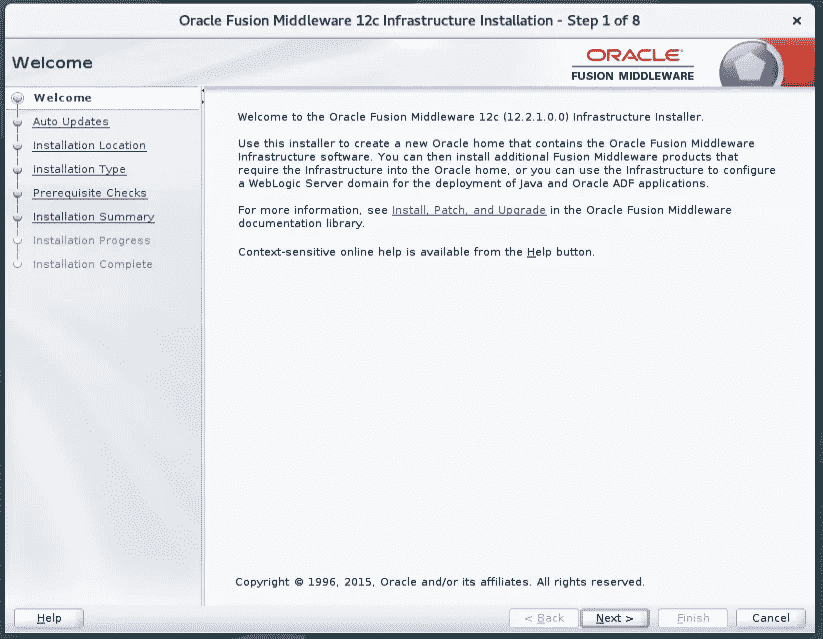 Oracle Fusion Middleware 12c Infrastructure Installation - Step 1 of 8
Welcome
ORACLE
FUSION MIDDLEWARE
Welcome
Auto Updates
Installation Location
Installation Type
Prerequisite Checks
Installation Summary
Installation Progress
Installation Complete
Welcome to the Oracle Fusion Middleware 12c (12.2.1.0.0) Infrastructure Installer.
Use this installer to create a new Oracle home that contains the Oracle Fusion Middleware
Infrastructure software. You can then install additional Fusion Middleware products that
require the Infrastructure into the Oracle home, or you can use the Infrastructure to configure
a WebLogic Server domain for the deployment of Java and Oracle ADF applications.
For more information, see Install, Patch, and Upgrade in the Oracle Fusion Middleware
documentation library.
Context-sensitive online help is available from the Help button.
Copyright © 1996, 2015, Oracle and/or its affiliates. All rights reserved.
Help
< Back
Next >
Finish
Cancel